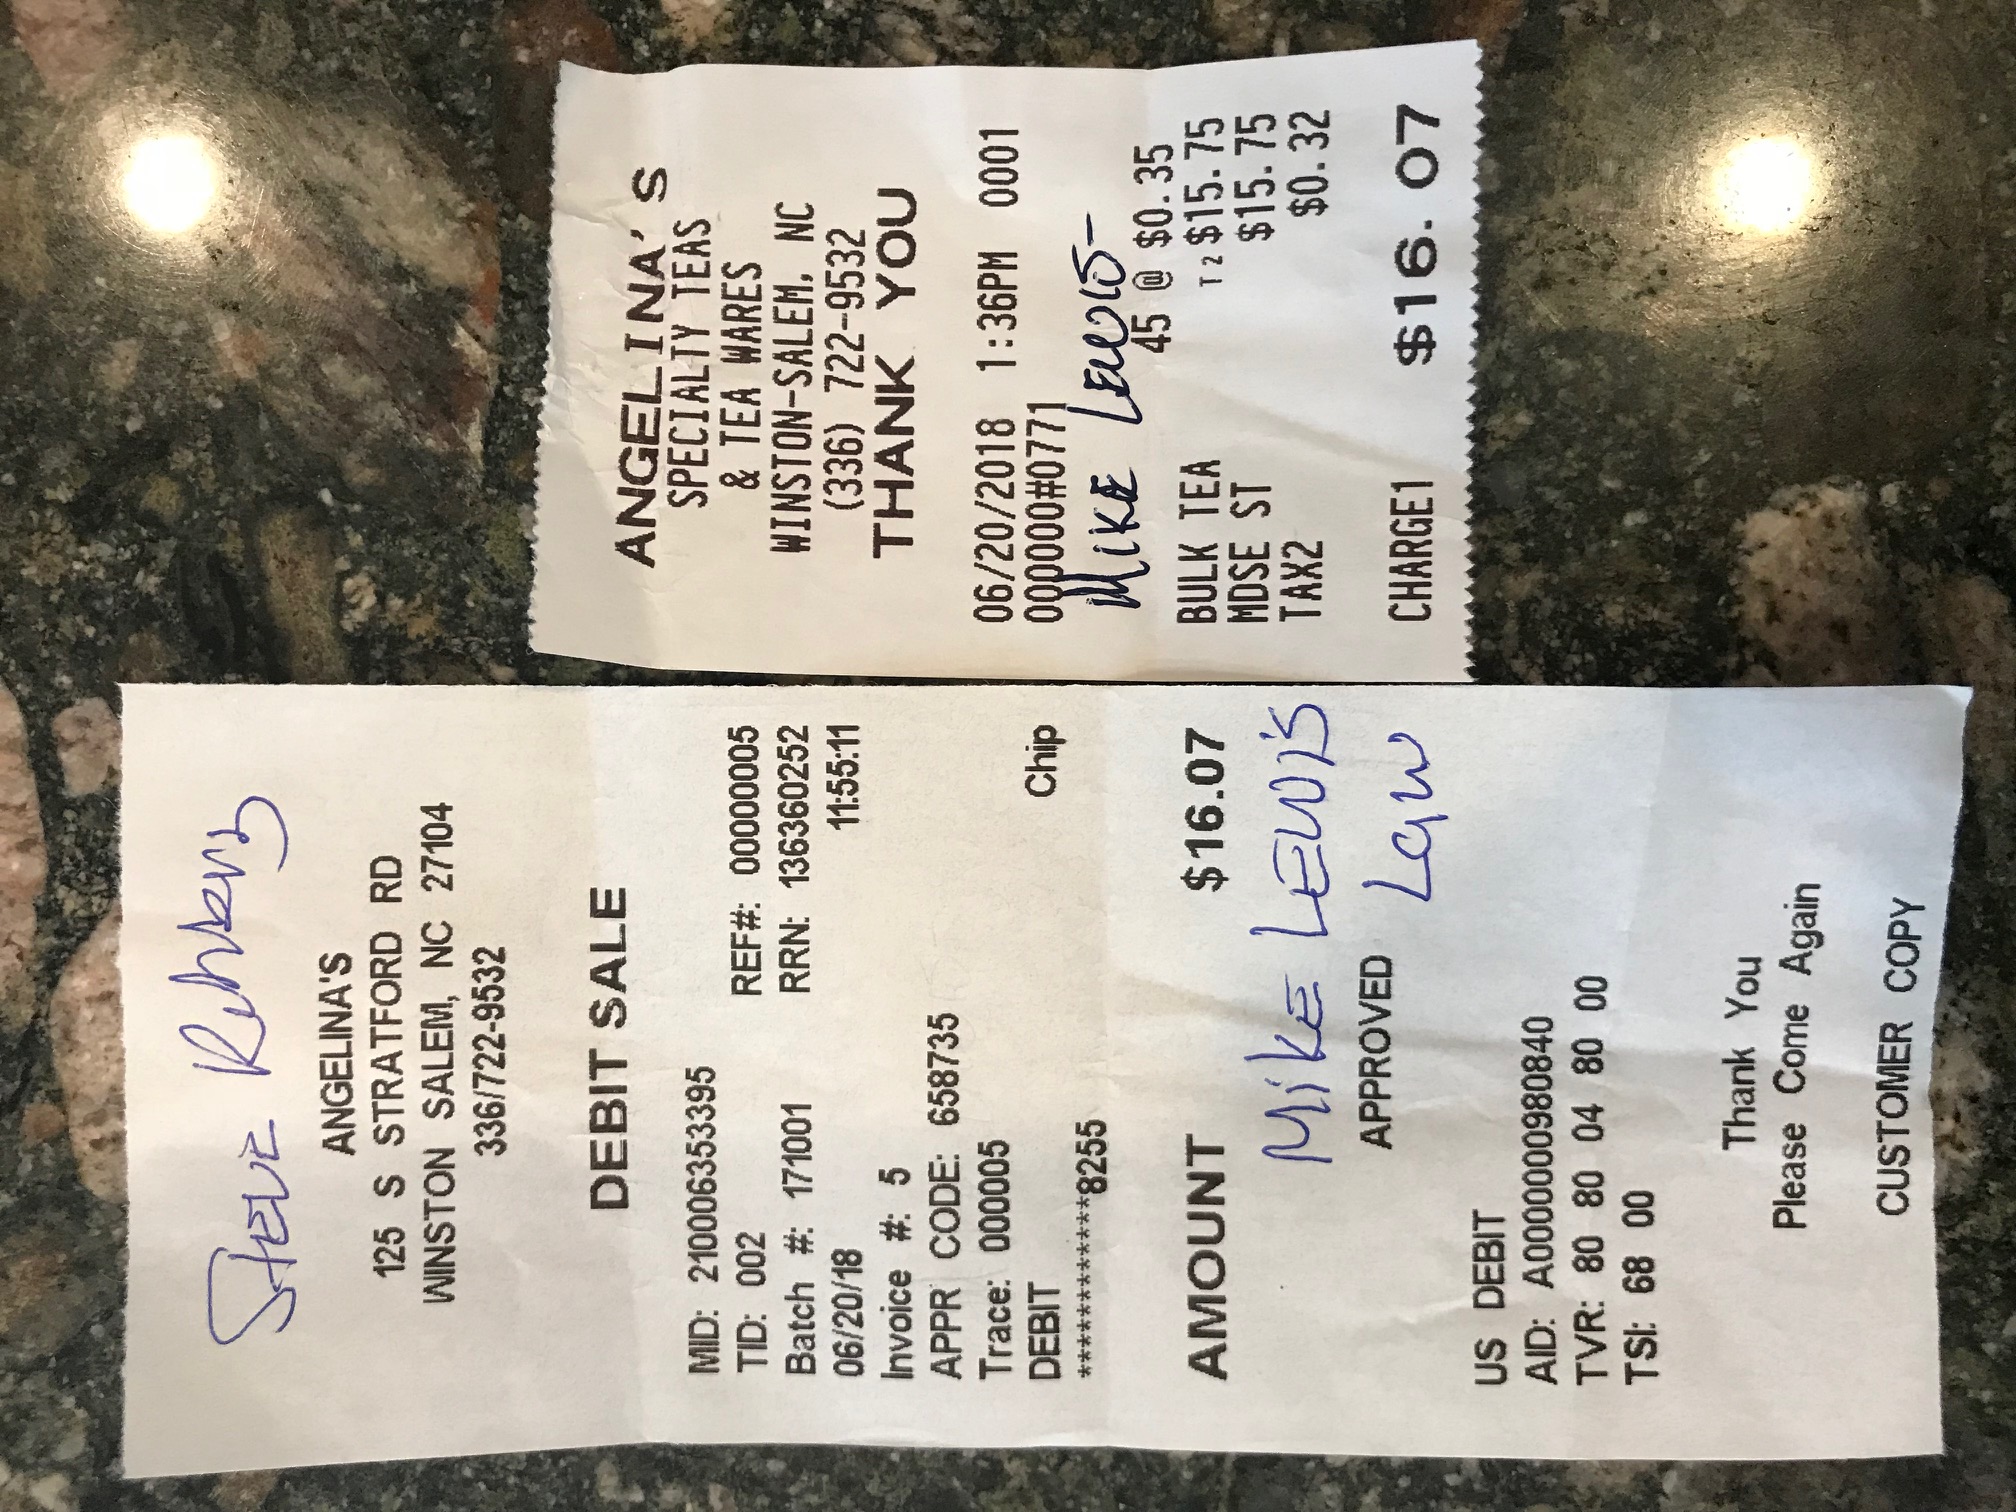 STEVE
ANGELINA'S
125 S STRATFORD RD
WINSTON SALEM, NC 27104
336/722-9532
DEBIT SALE
MID: 210006353395
TID: 002 REF#: 00000005
Batch #: 171001 RRN: 136360252
06/20/18 11:55:11
Invoice #: 5
APPR CODE: 658735
Trace: 000005
DEBIT Chip
************8255
AMOUNT $16.07
MIKE LEWIS
APPROVED
Law
US DEBIT
AID: A0000000980840
TVR: 80 80 04 80 00
TSI: 68 00
Thank You
Please Come Again
CUSTOMER COPY
ANGELINA'S
SPECIALTY TEAS
& TEA WARES
WINSTON-SALEM, NC
(336) 722-9532
THANK YOU
06/20/2018 1:36PM 0001
000000#0771
MIKE LEWIS
45 @ $0.35
BULK TEA T2 $15.75
MDSE ST $15.75
TAX2 $0.32
CHARGE1 $16.07